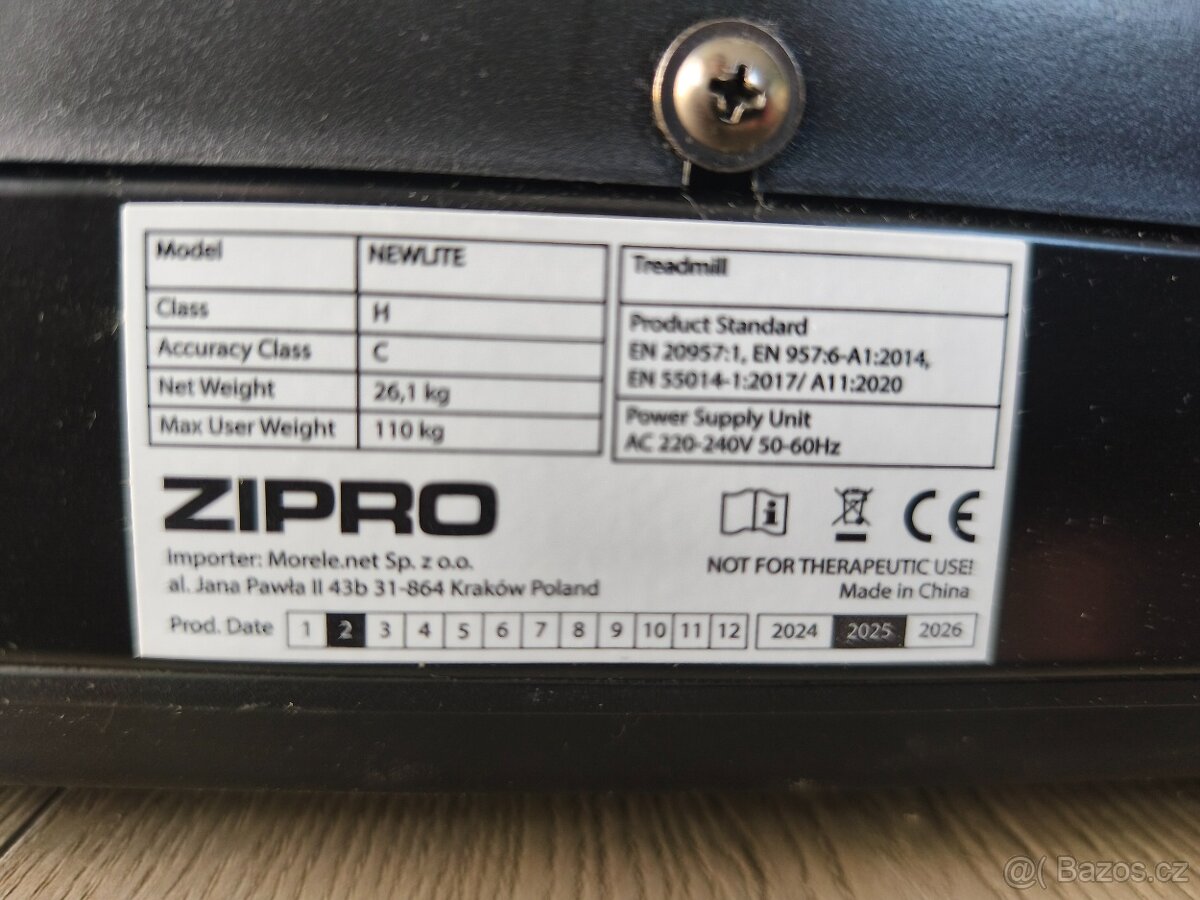 Model NEWLITE
Class H
Accuracy Class C
Net Weight 26,1 kg
Max User Weight 110 kg
Treadmill
Product Standard
EN 20957:1, EN 957:6-A1:2014,
EN 55014-1:2017/ A11:2020
Power Supply Unit
AC 220-240V 50-60Hz
ZIPRO
Importer: Morele.net Sp. z o.o.
al. Jana Pawła II 43b 31-864 Kraków Poland
CE
NOT FOR THERAPEUTIC USE!
Made in China
Prod. Date 1 2 3 4 5 6 7 8 9 10 11 12 2024 2025 2026
Bazos.cz